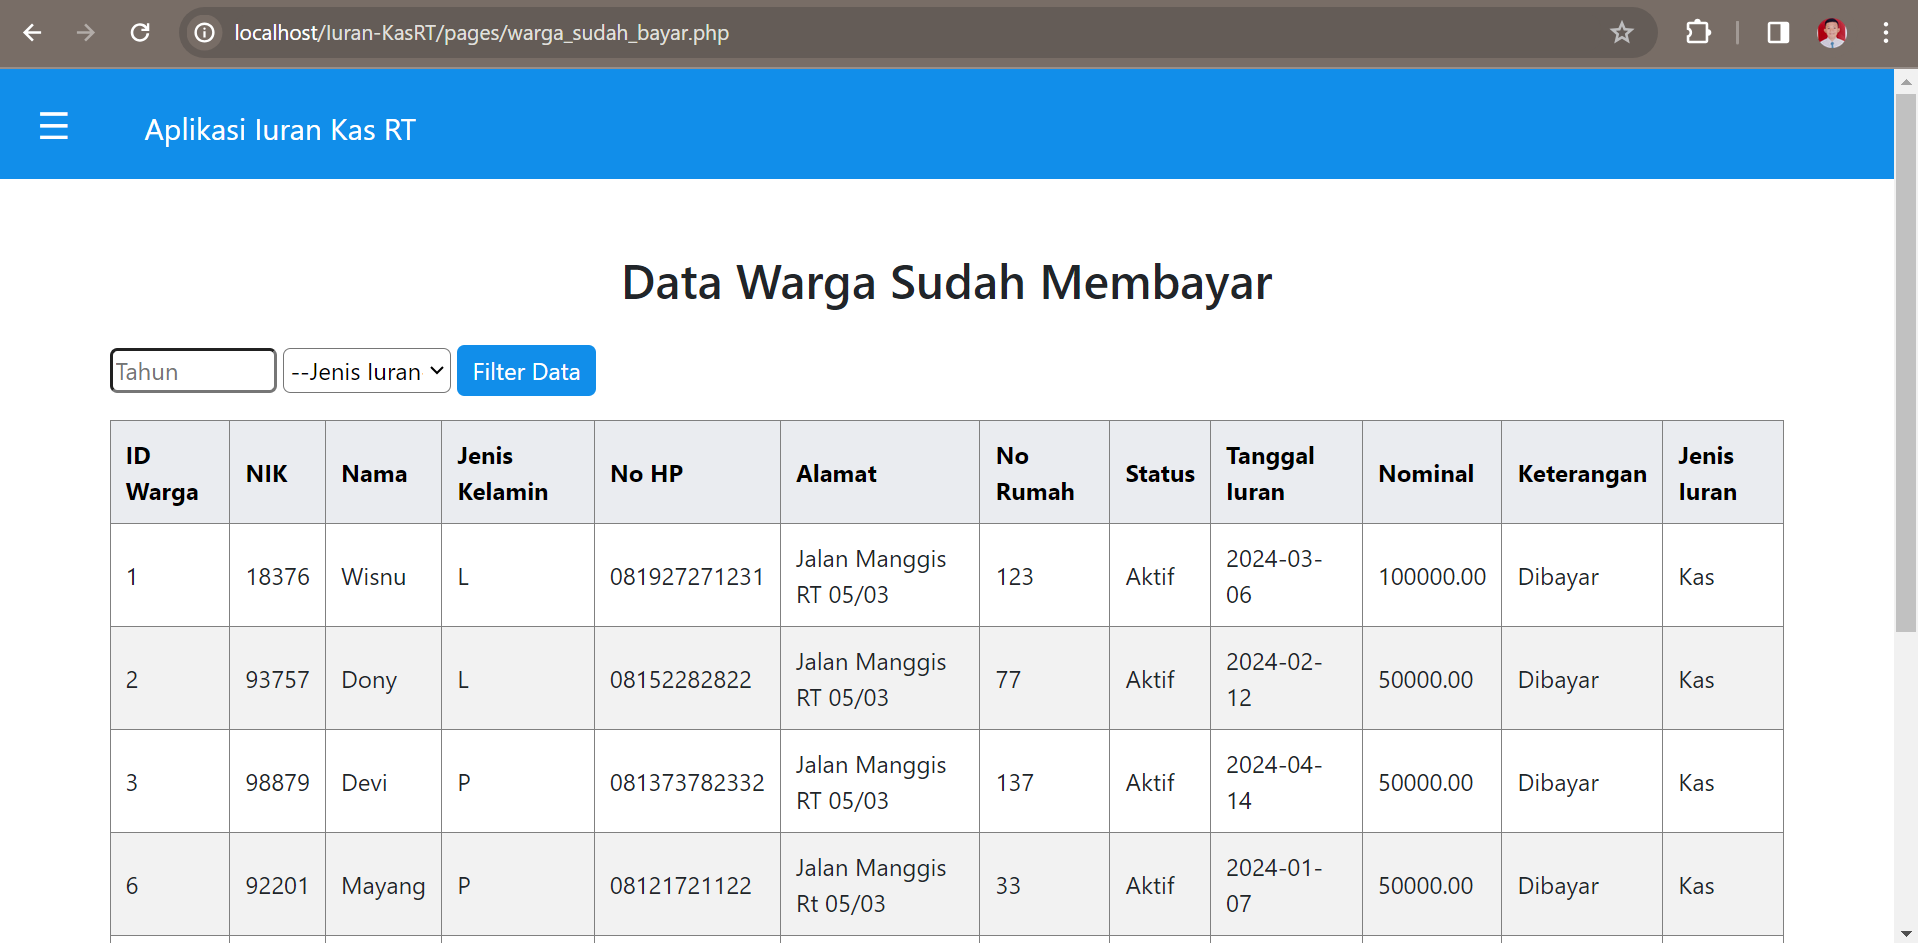 localhost/Iuran-KasRT/pages/warga_sudah_bayar.php
☰ Aplikasi Iuran Kas RT
Data Warga Sudah Membayar
Tahun --Jenis Iuran Filter Data
ID Warga NIK Nama Jenis Kelamin No HP Alamat No Rumah Status Tanggal Iuran Nominal Keterangan Jenis Iuran
1 18376 Wisnu L 081927271231 Jalan Manggis RT 05/03 123 Aktif 2024-03-06 100000.00 Dibayar Kas
2 93757 Dony L 08152282822 Jalan Manggis RT 05/03 77 Aktif 2024-02-12 50000.00 Dibayar Kas
3 98879 Devi P 081373782332 Jalan Manggis RT 05/03 137 Aktif 2024-04-14 50000.00 Dibayar Kas
6 92201 Mayang P 08121721122 Jalan Manggis Rt 05/03 33 Aktif 2024-01-07 50000.00 Dibayar Kas